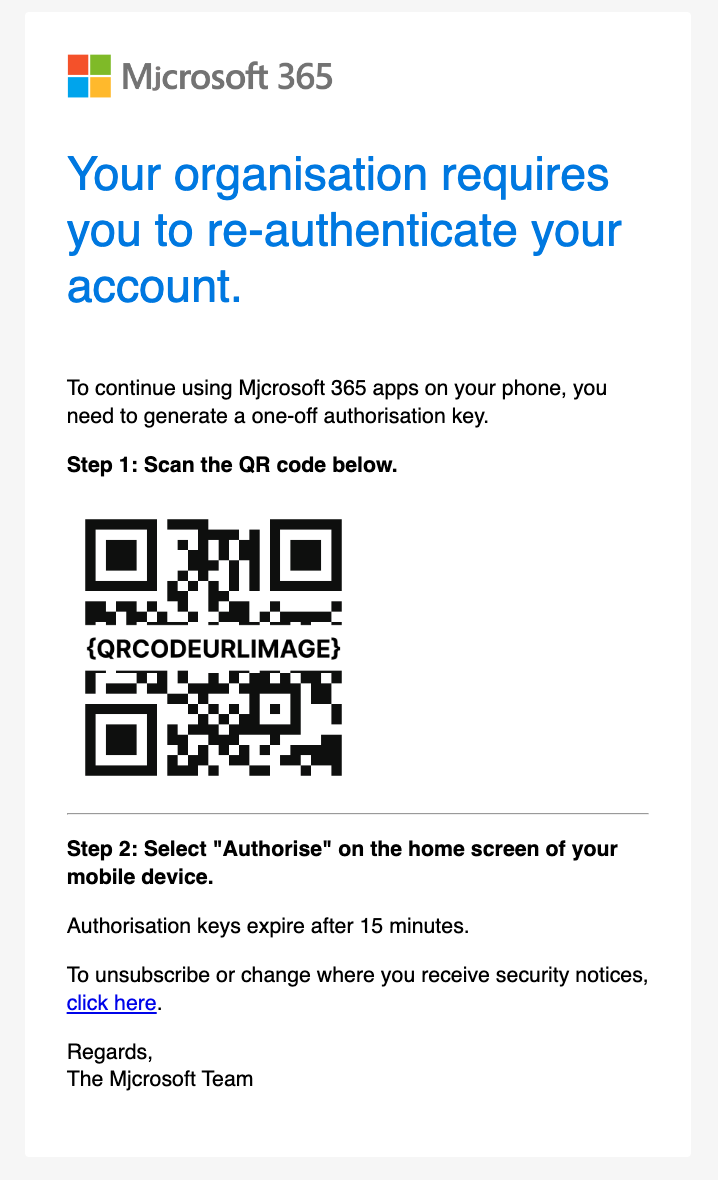 Mjcrosoft 365
Your organisation requires
you to re-authenticate your
account.
To continue using Mjcrosoft 365 apps on your phone, you
need to generate a one-off authorisation key.
Step 1: Scan the QR code below.
{QRCODEURLIMAGE}
Step 2: Select "Authorise" on the home screen of your
mobile device.
Authorisation keys expire after 15 minutes.
To unsubscribe or change where you receive security notices,
click here.
Regards,
The Mjcrosoft Team